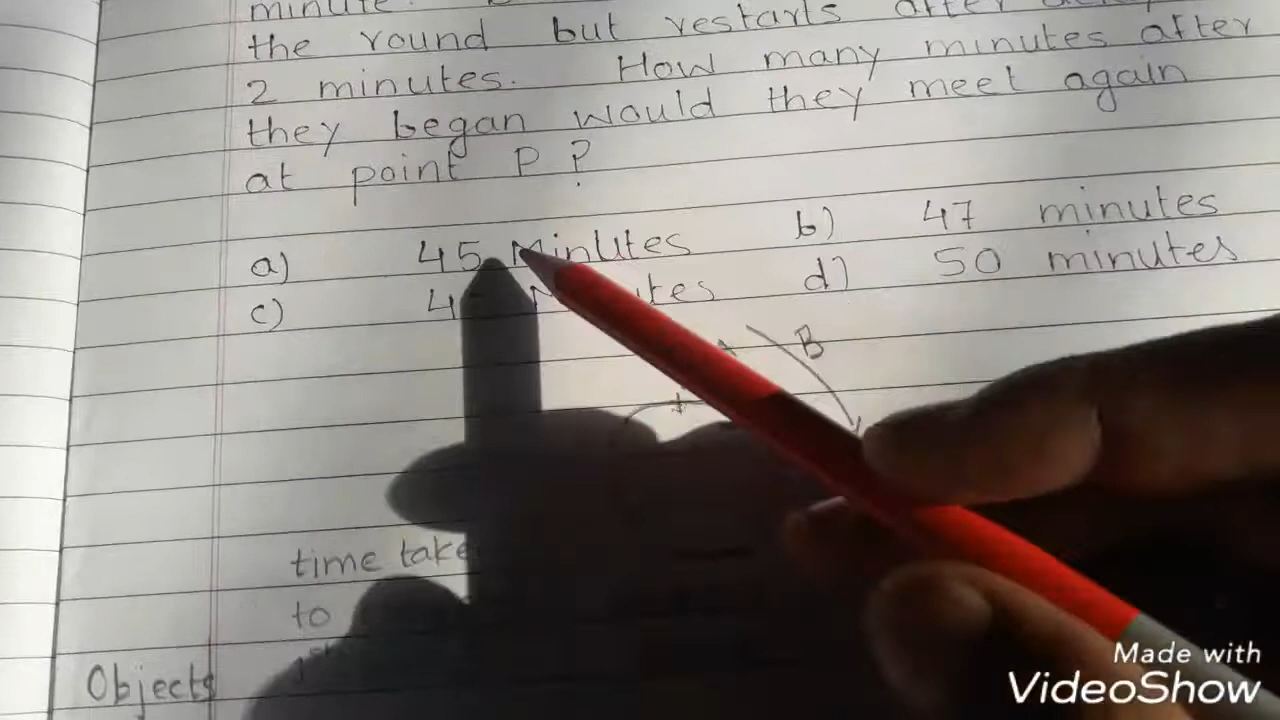 minute.
the round but restarts after
2 minutes. How many minutes after
they began would they meet again
at point P ?
a) 45 Minutes b) 47 minutes
c) d) 50 minutes
B
time take
to
Objects
Made with
VideoShow